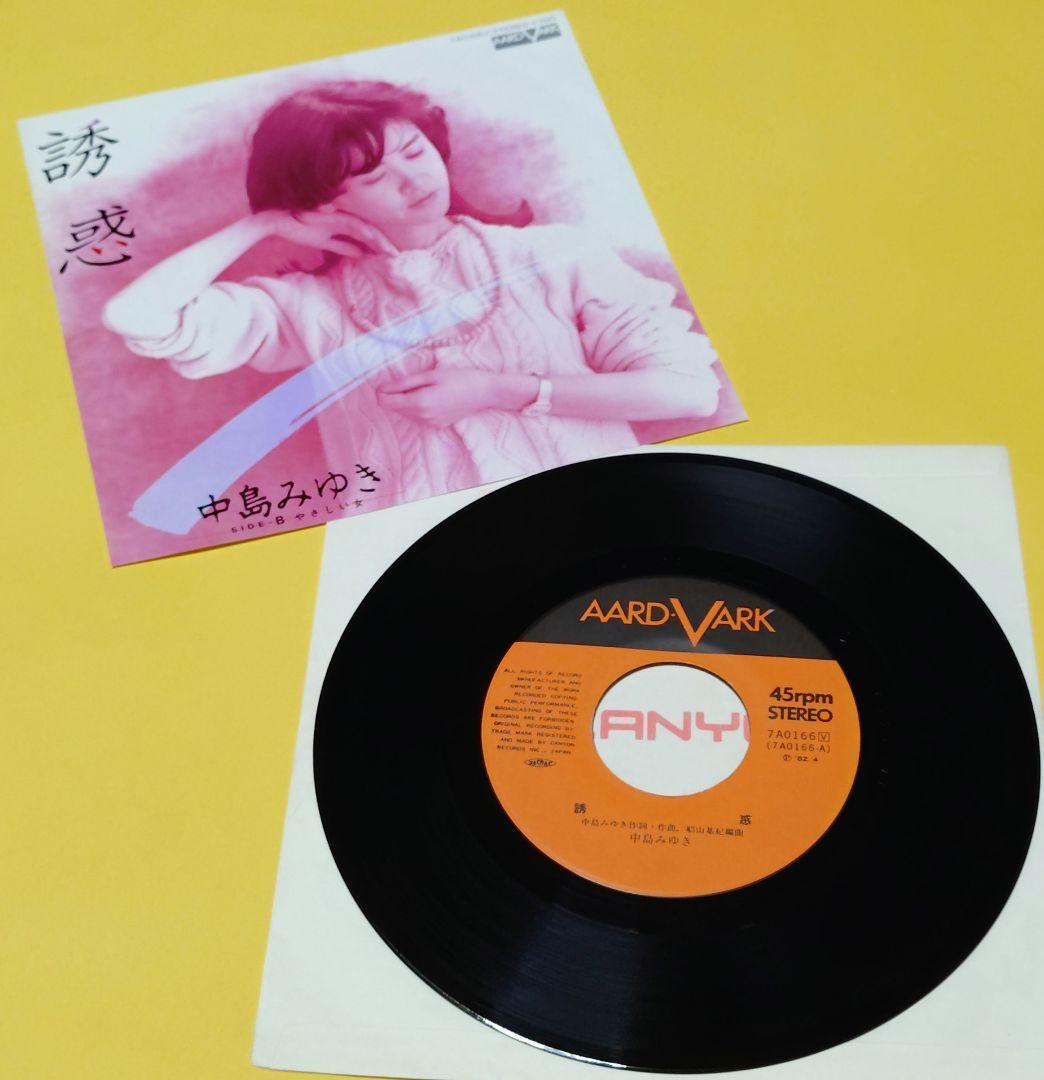 AARD-VARK
誘惑
中島みゆき
SIDE-B やさしい女
AARD-VARK
ALL RIGHTS OF RECORD
MANUFACTURER AND
OWNER OF THE WORK
RECORDED COPYING,
PUBLIC PERFORMANCE,
BROADCASTING OF THESE
RECORDS ARE FORBIDDEN.
ORIGINAL RECORDING BY
TRADE MARK REGISTERED
AND MADE BY CANYON
RECORDS INC., JAPAN
45rpm
STEREO
7A0166 V
(7A0166-A)
Ⓟ '82. 4
ANY
誘惑
中島みゆき作詞・作曲, 船山基紀編曲
中島みゆき